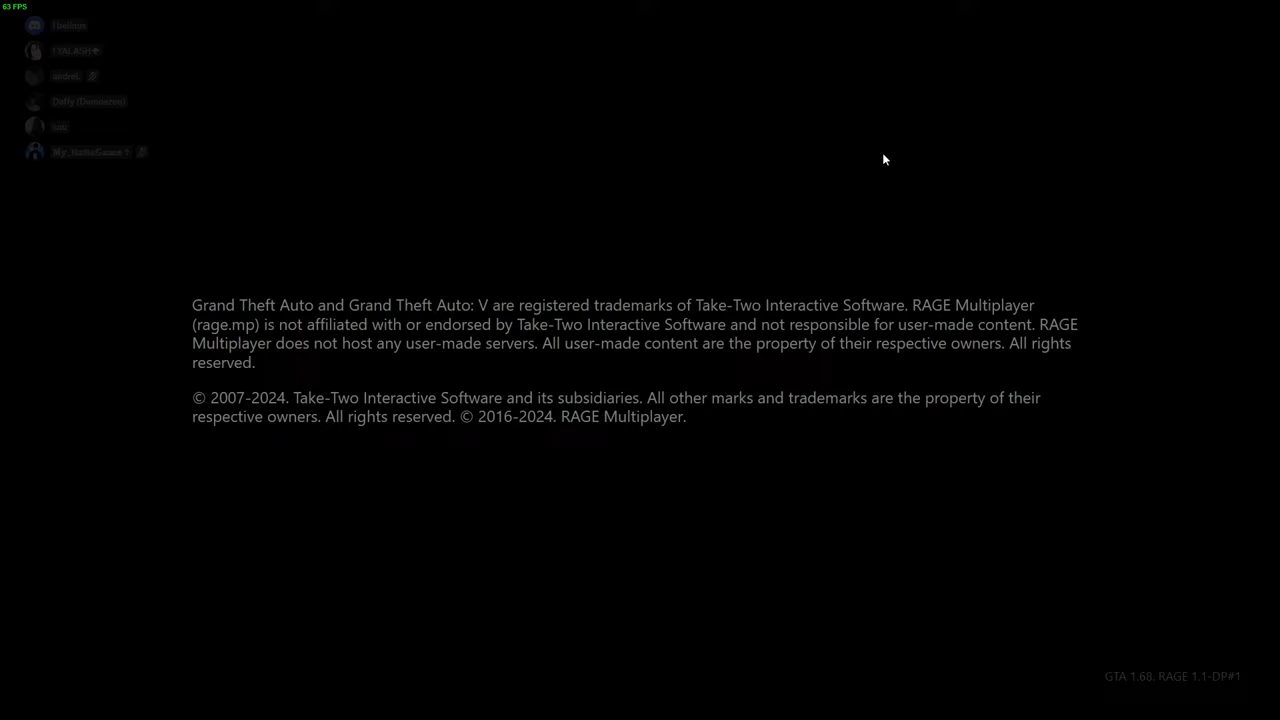 63 FPS
I belinus
! YALASH
andrei.
My_HotNoSweet ?
Grand Theft Auto and Grand Theft Auto: V are registered trademarks of Take-Two Interactive Software. RAGE Multiplayer
(rage.mp) is not affiliated with or endorsed by Take-Two Interactive Software and not responsible for user-made content. RAGE
Multiplayer does not host any user-made servers. All user-made content are the property of their respective owners. All rights
reserved.
© 2007-2024. Take-Two Interactive Software and its subsidiaries. All other marks and trademarks are the property of their
respective owners. All rights reserved. © 2016-2024. RAGE Multiplayer.
GTA 1.68. RAGE 1.1-DP#1